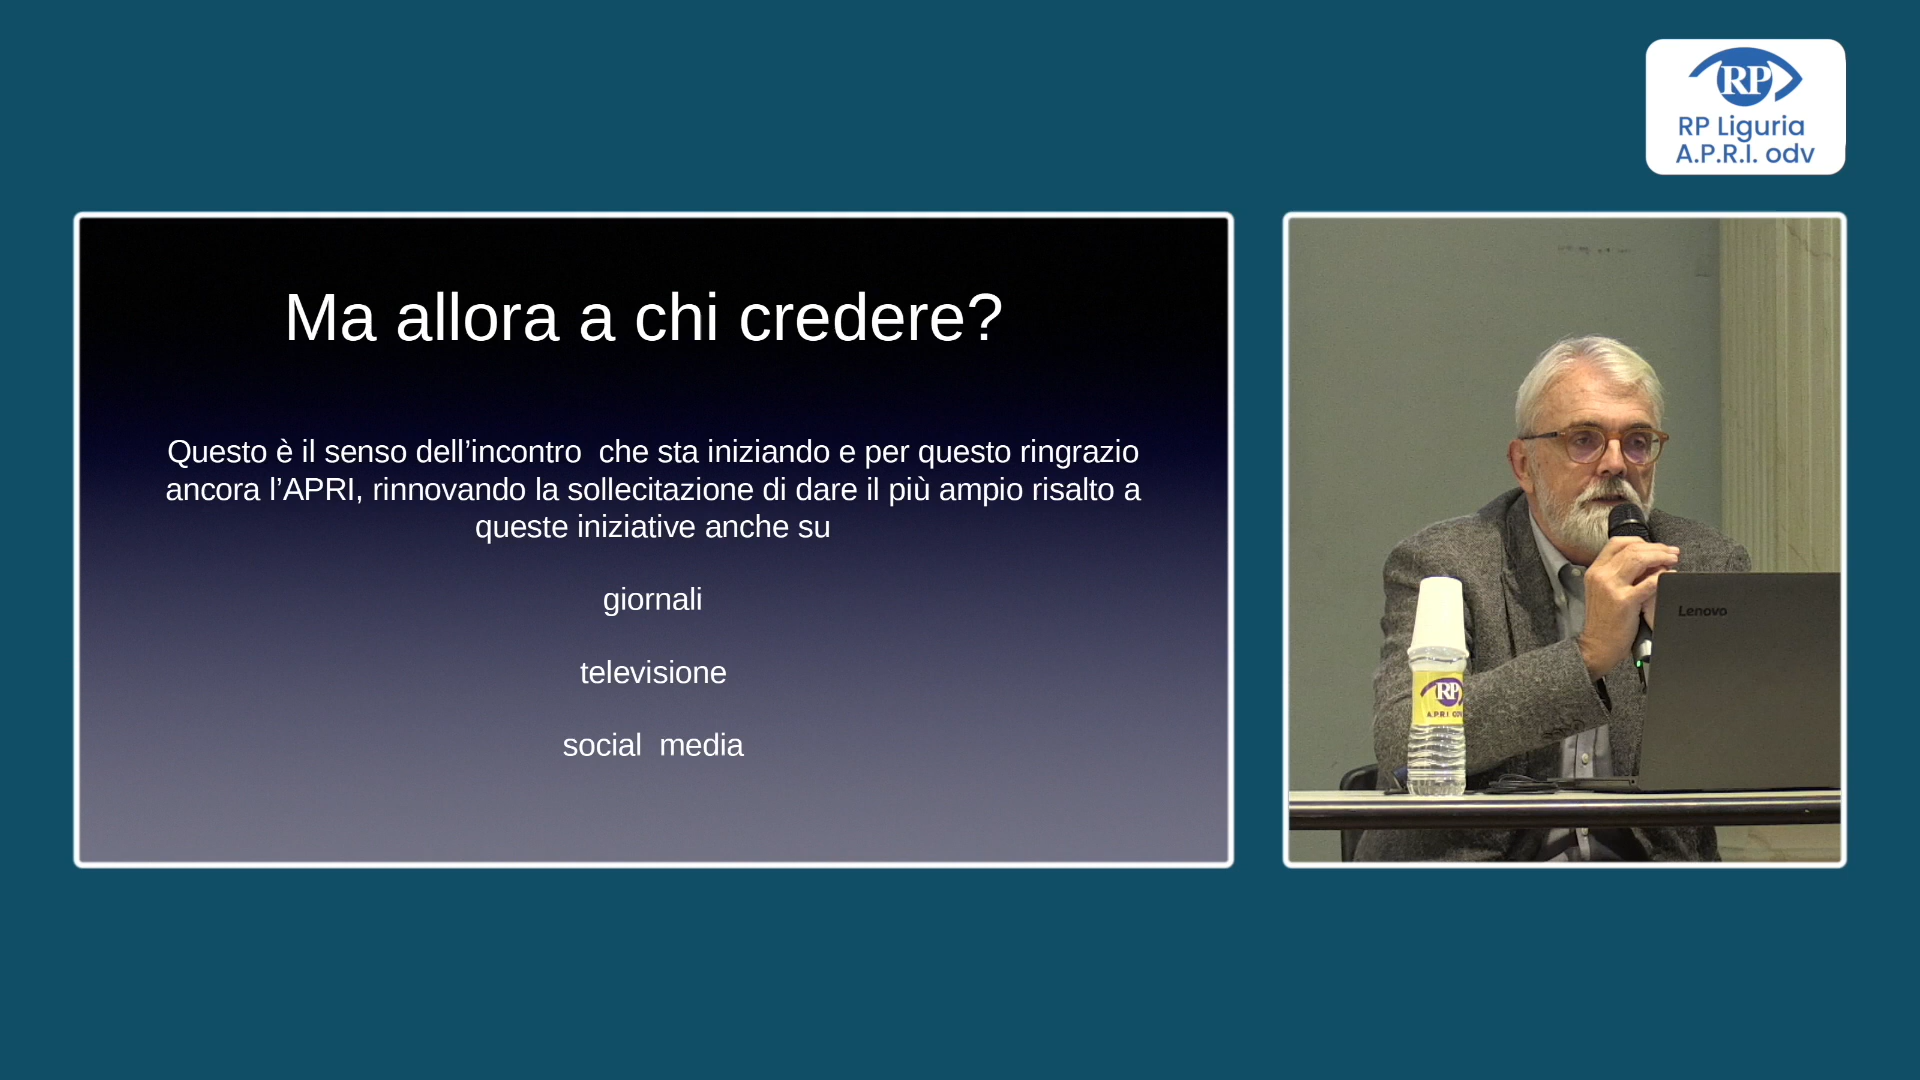 RP
RP Liguria
A.P.R.I. odv
Ma allora a chi credere?
Questo è il senso dell’incontro  che sta iniziando e per questo ringrazio
ancora l’APRI, rinnovando la sollecitazione di dare il più ampio risalto a
queste iniziative anche su
giornali
televisione
social  media
Lenovo
RP
A.P.R.I